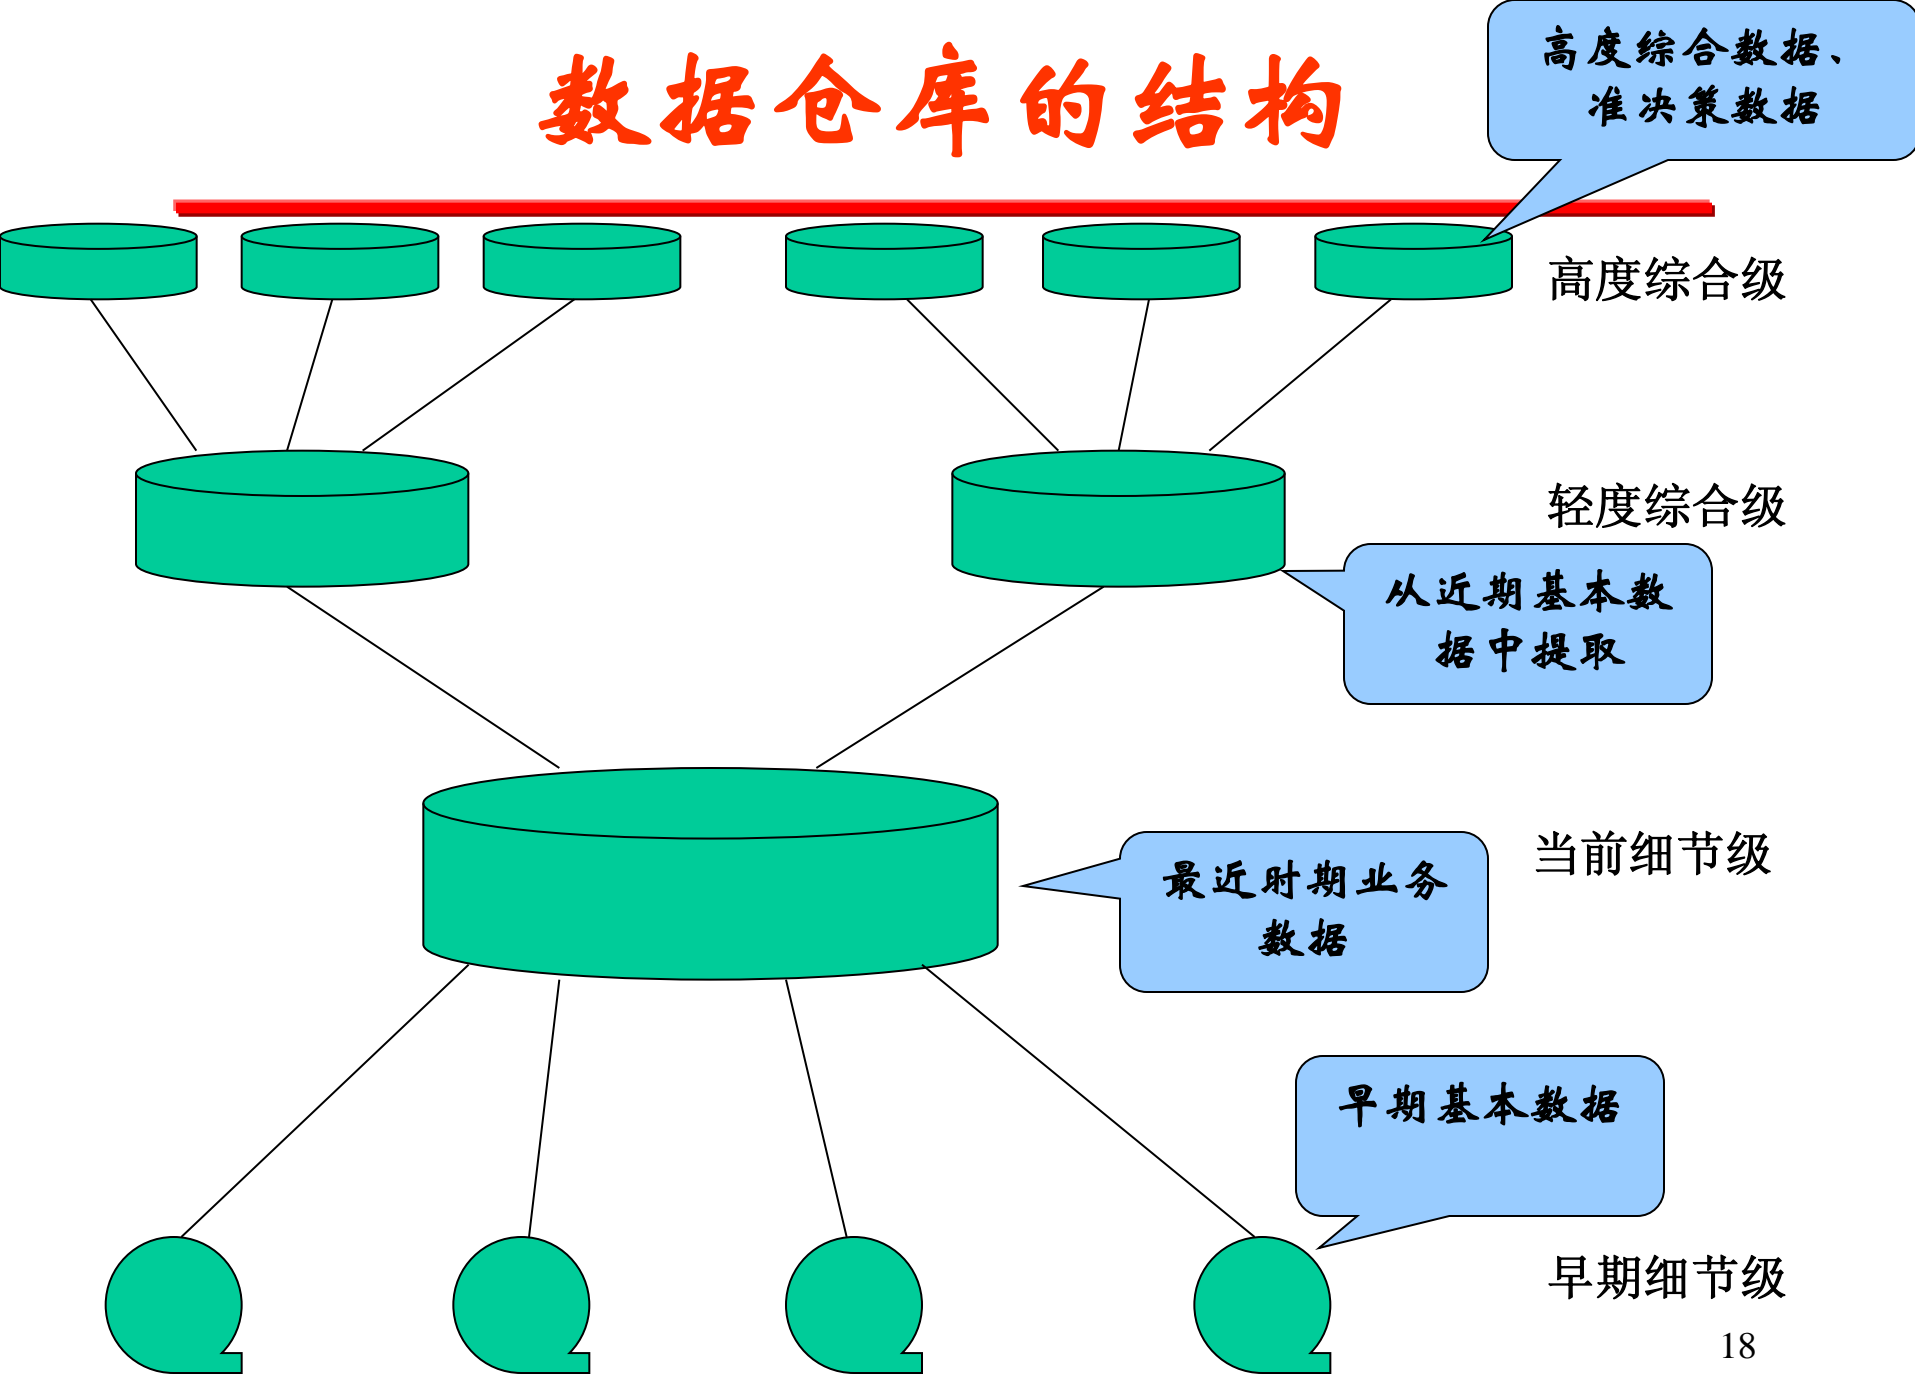 数据仓库的结构
高度综合数据、
准决策数据
高度综合级
轻度综合级
从近期基本数
据中提取
当前细节级
最近时期业务
数据
早期基本数据
早期细节级
18